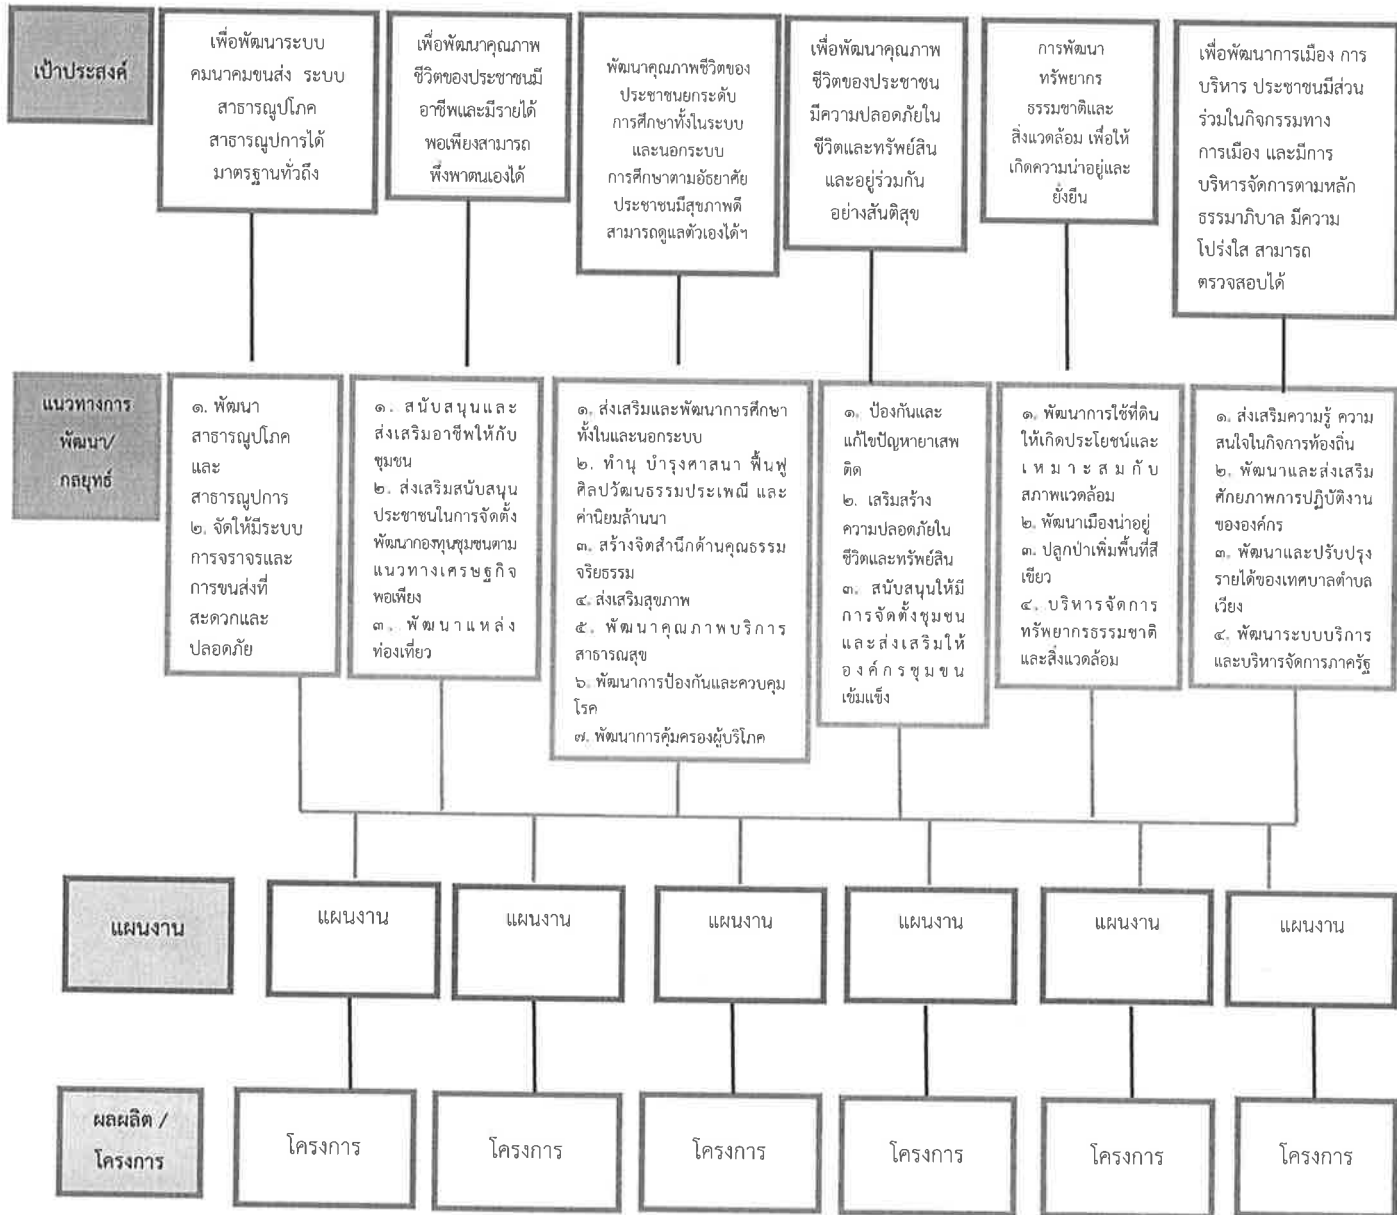 เป้าประสงค์
เพื่อพัฒนาระบบ
คมนาคมขนส่ง ระบบ
สาธารณูปโภค
สาธารณูปการได้
มาตรฐานทั่วถึง
เพื่อพัฒนาคุณภาพ
ชีวิตของประชาชนมี
อาชีพและมีรายได้
พอเพียงสามารถ
พึ่งพาตนเองได้
พัฒนาคุณภาพชีวิตของ
ประชาชนยกระดับ
การศึกษาทั้งในระบบ
และนอกระบบ
การศึกษาตามอัธยาศัย
ประชาชนมีสุขภาพดี
สามารถดูแลตัวเองได้ฯ
เพื่อพัฒนาคุณภาพ
ชีวิตของประชาชน
มีความปลอดภัยใน
ชีวิตและทรัพย์สิน
และอยู่ร่วมกัน
อย่างสันติสุข
การพัฒนา
ทรัพยากร
ธรรมชาติและ
สิ่งแวดล้อม เพื่อให้
เกิดความน่าอยู่และ
ยั่งยืน
เพื่อพัฒนาการเมือง การ
บริหาร ประชาชนมีส่วน
ร่วมในกิจกรรมทาง
การเมือง และมีการ
บริหารจัดการตามหลัก
ธรรมาภิบาล มีความ
โปร่งใส สามารถ
ตรวจสอบได้
แนวทางการ
พัฒนา/
กลยุทธ์
๑. พัฒนา
สาธารณูปโภค
และ
สาธารณูปการ
๒. จัดให้มีระบบ
การจราจรและ
การขนส่งที่
สะดวกและ
ปลอดภัย
๑. สนับสนุนและ
ส่งเสริมอาชีพให้กับ
ชุมชน
๒. ส่งเสริมสนับสนุน
ประชาชนในการจัดตั้ง
พัฒนากองทุนชุมชนตาม
แนวทางเศรษฐกิจ
พอเพียง
๓. พัฒนาแหล่ง
ท่องเที่ยว
๑. ส่งเสริมและพัฒนาการศึกษา
ทั้งในและนอกระบบ
๒. ทำนุ บำรุงศาสนา ฟื้นฟู
ศิลปวัฒนธรรมประเพณี และ
ค่านิยมล้านนา
๓. สร้างจิตสำนึกด้านคุณธรรม
จริยธรรม
๔. ส่งเสริมสุขภาพ
๕. พัฒนาคุณภาพบริการ
สาธารณสุข
๖. พัฒนาการป้องกันและควบคุม
โรค
๗. พัฒนาการคุ้มครองผู้บริโภค
๑. ป้องกันและ
แก้ไขปัญหายาเสพ
ติด
๒. เสริมสร้าง
ความปลอดภัยใน
ชีวิตและทรัพย์สิน
๓. สนับสนุนให้มี
การจัดตั้งชุมชน
และส่งเสริมให้
องค์กรชุมชน
เข้มแข็ง
๑. พัฒนาการใช้ที่ดิน
ให้เกิดประโยชน์และ
เหมาะสมกับ
สภาพแวดล้อม
๒. พัฒนาเมืองน่าอยู่
๓. ปลูกป่าเพิ่มพื้นที่สี
เขียว
๔. บริหารจัดการ
ทรัพยากรธรรมชาติ
และสิ่งแวดล้อม
๑. ส่งเสริมความรู้ ความ
สนใจในกิจการท้องถิ่น
๒. พัฒนาและส่งเสริม
ศักยภาพการปฏิบัติงาน
ขององค์กร
๓. พัฒนาและปรับปรุง
รายได้ของเทศบาลตำบล
เวียง
๔. พัฒนาระบบบริการ
และบริหารจัดการภาครัฐ
แผนงาน
แผนงาน
แผนงาน
แผนงาน
แผนงาน
แผนงาน
แผนงาน
ผลผลิต /
โครงการ
โครงการ
โครงการ
โครงการ
โครงการ
โครงการ
โครงการ